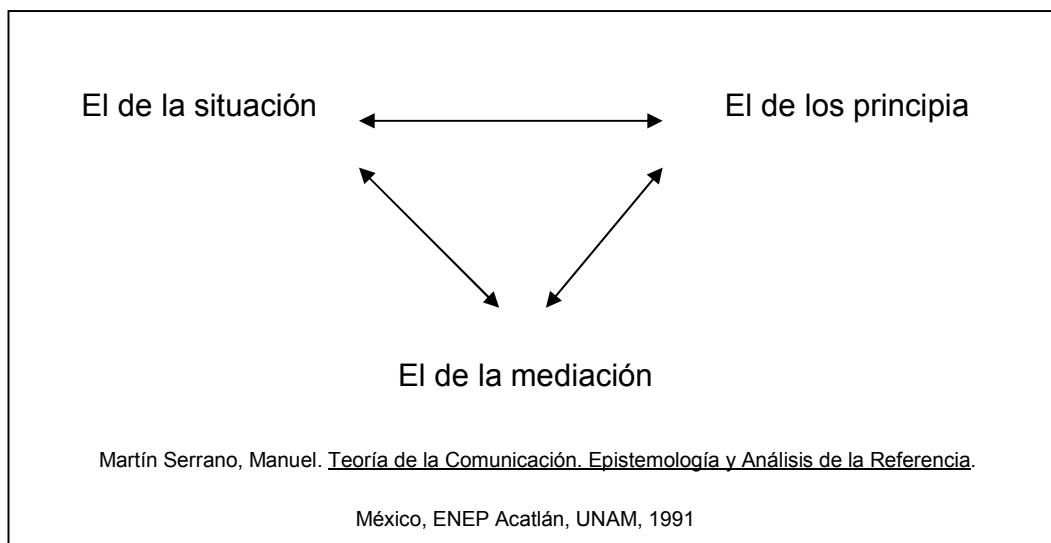 El de la situación
El de los principia
El de la mediación
Martín Serrano, Manuel. Teoría de la Comunicación. Epistemología y Análisis de la Referencia.
México, ENEP Acatlán, UNAM, 1991